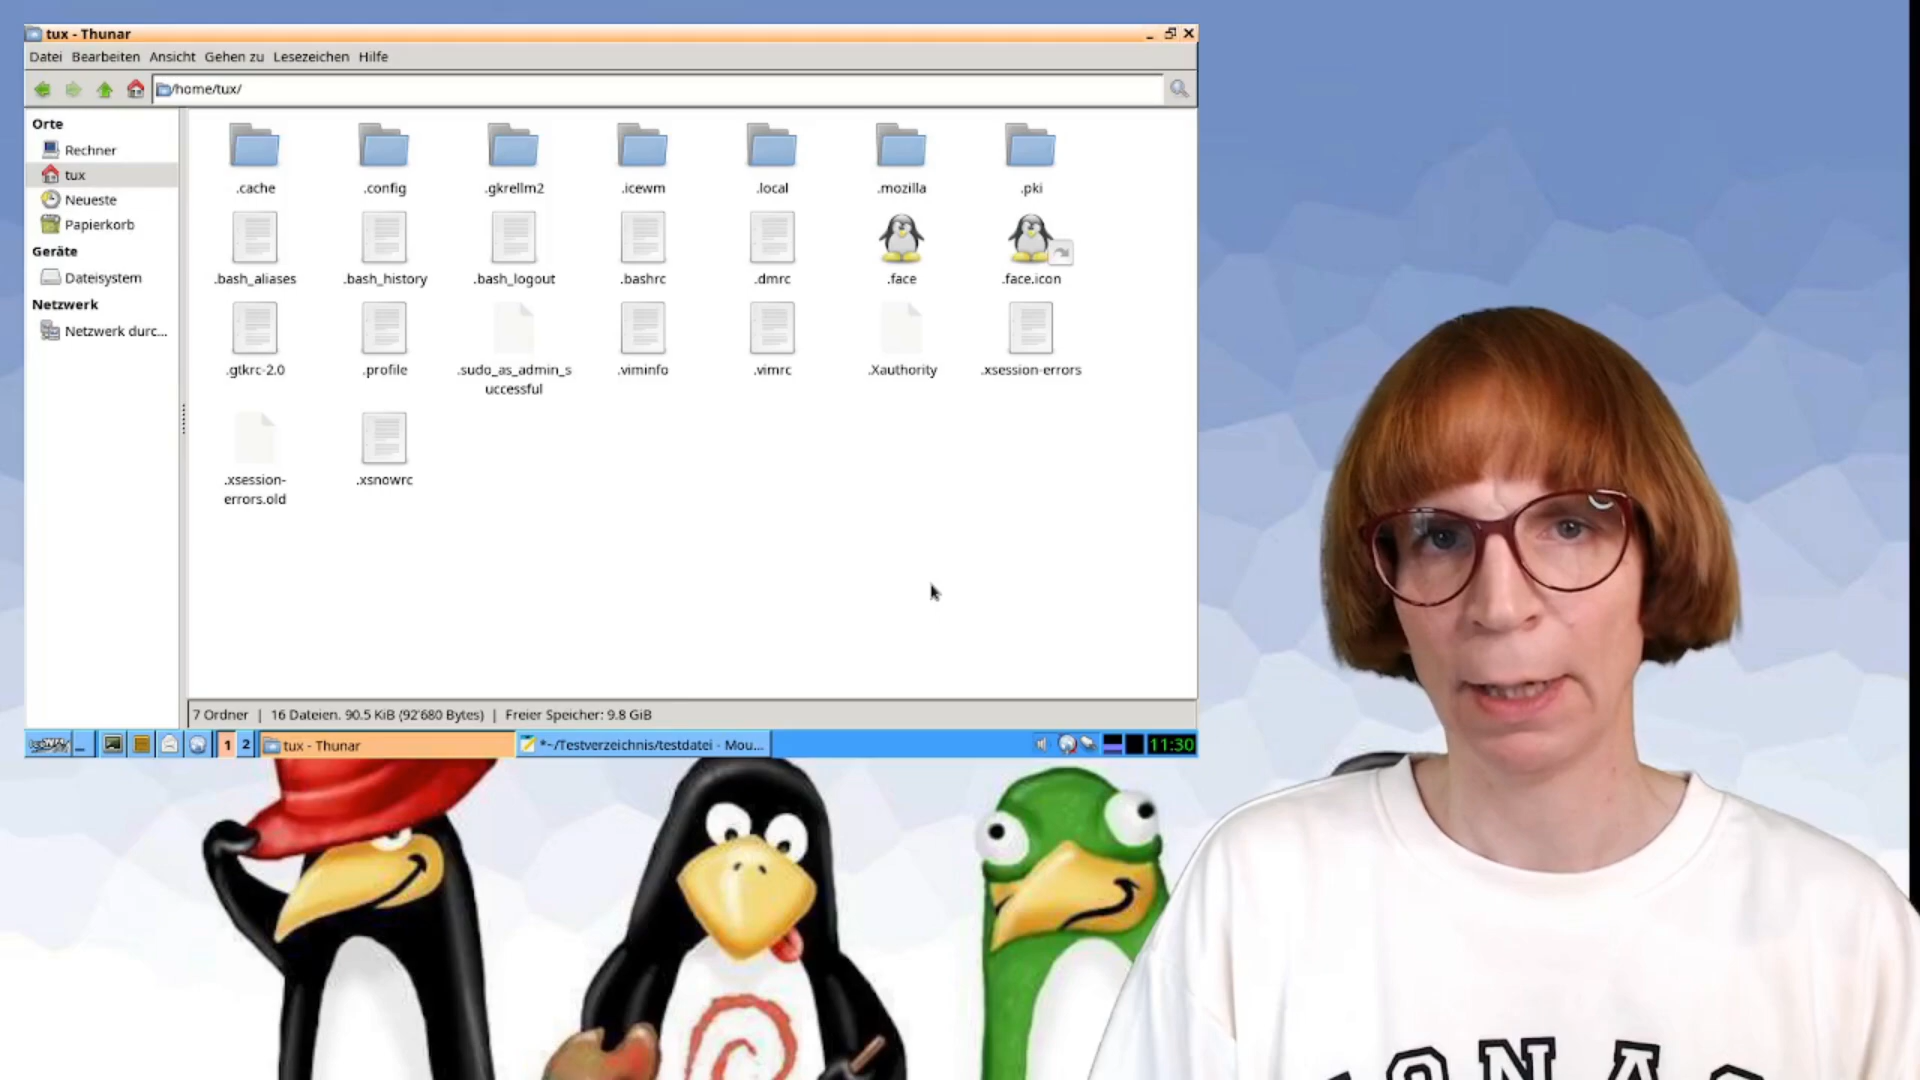 tux - Thunar
Datei Bearbeiten Ansicht Gehen zu Lesezeichen Hilfe
/home/tux/
Orte
Rechner
tux
Neueste
Papierkorb
Geräte
Dateisystem
Netzwerk
Netzwerk durc...
.cache .config .gkrellm2 .icewm .local .mozilla .pki
.bash_aliases .bash_history .bash_logout .bashrc .dmrc .face .face.icon
.gtkrc-2.0 .profile .sudo_as_admin_s .viminfo .vimrc .Xauthority .xsession-errors
uccessful
.xsession- .xsnowrc
errors.old
7 Ordner | 16 Dateien. 90.5 KiB (92'680 Bytes) | Freier Speicher: 9.8 GiB
1 2 tux - Thunar *~/Testverzeichnis/testdatei - Mou... 11:30